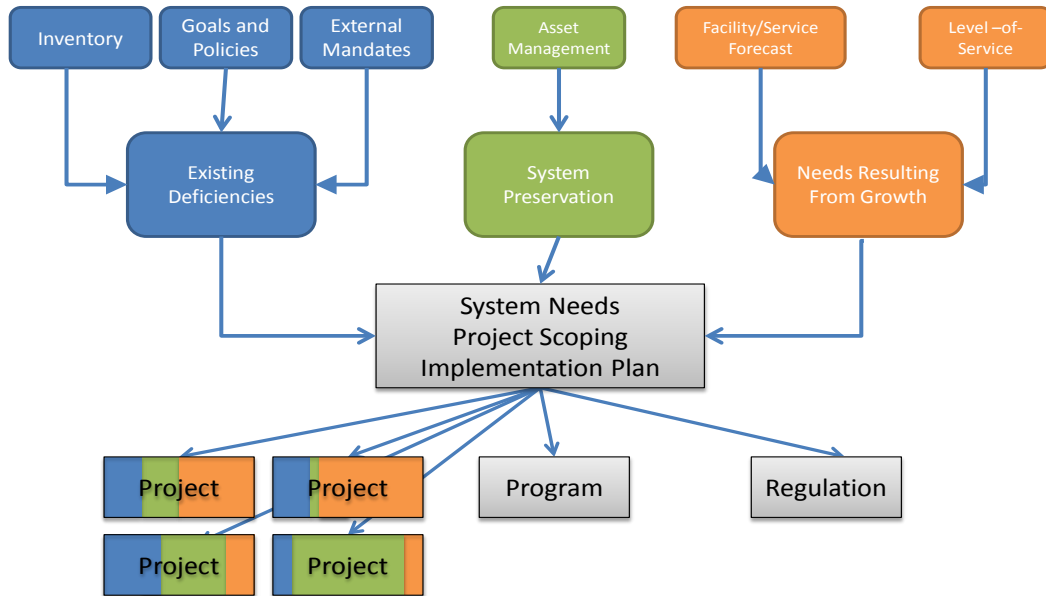 Inventory
Goals and
Policies
External
Mandates
Asset
Management
Facility/Service
Forecast
Level –of-
Service
Existing
Deficiencies
System
Preservation
Needs Resulting
From Growth
System Needs
Project Scoping
Implementation Plan
Project
Project
Program
Regulation
Project
Project